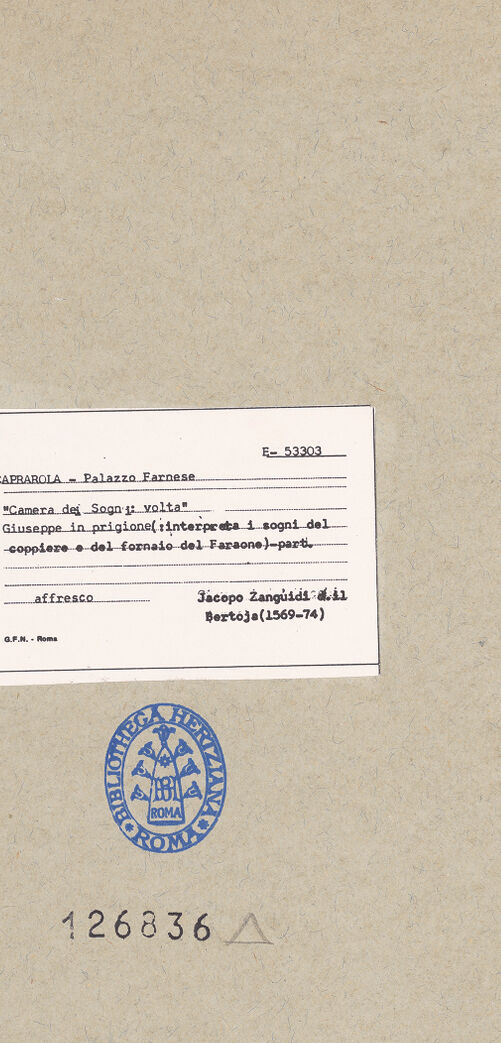 E- 53303
CAPRAROLA - Palazzo Farnese
"Camera dei Sogni: volta"
Giuseppe in prigione(:interpreta i sogni del
coppiere e del fornaio del Faraone)-part.
affresco
Jacopo Zanguidi d.il
Bertoja(1569-74)
G.F.N. - Roma
BIBLIOTHECA HERTZIANA
BH
ROMA
* ROMA *
126836